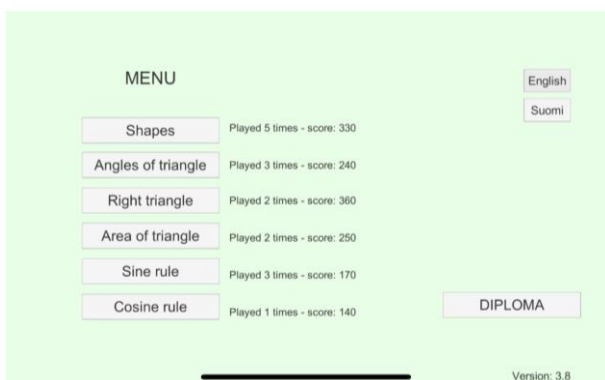 MENU
English
Suomi
Shapes Played 5 times - score: 330
Angles of triangle Played 3 times - score: 240
Right triangle Played 2 times - score: 360
Area of triangle Played 2 times - score: 250
Sine rule Played 3 times - score: 170
Cosine rule Played 1 times - score: 140
DIPLOMA
Version: 3.8